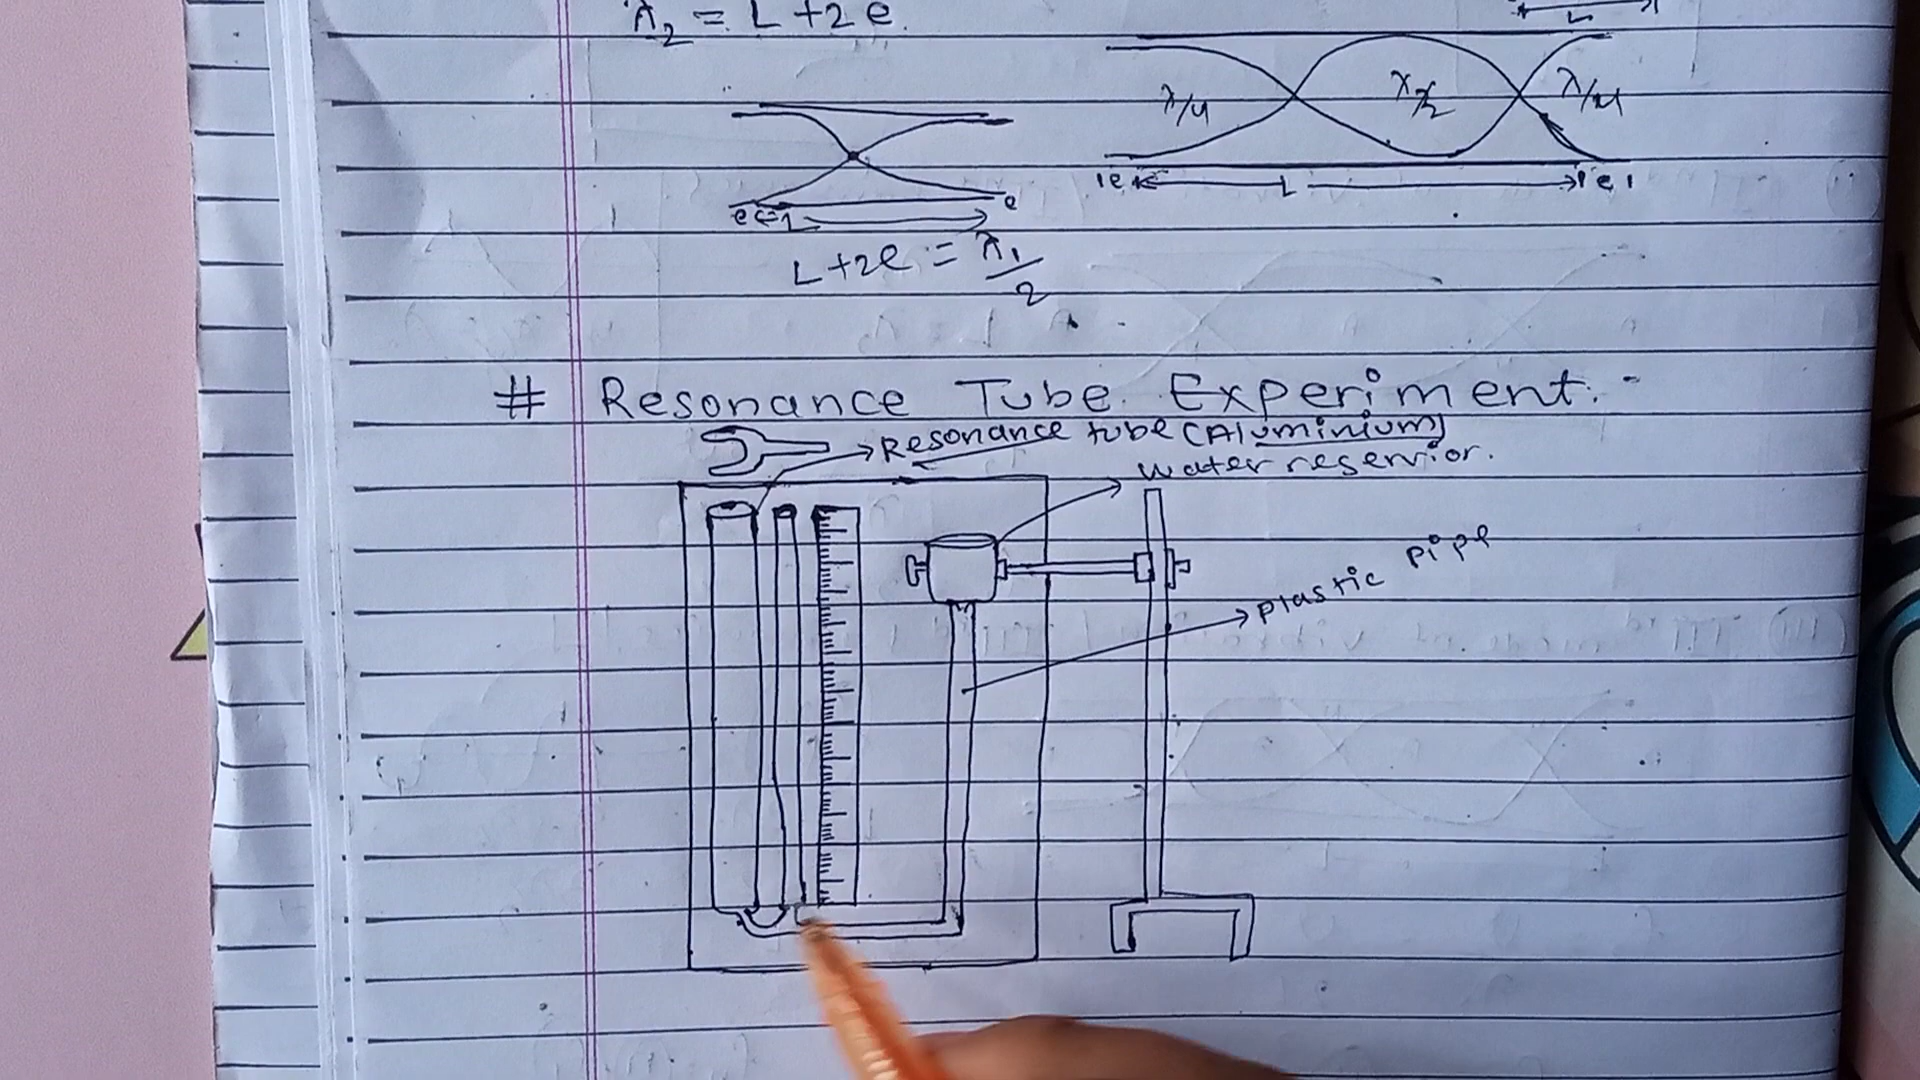 λ₂ = L + 2e.
L
λ/4 λ/2 λ/4
e L e
e L e
L + 2e = λ₁/2
# Resonance Tube Experiment:-
Resonance tube (Aluminium)
water reservior.
plastic pipe